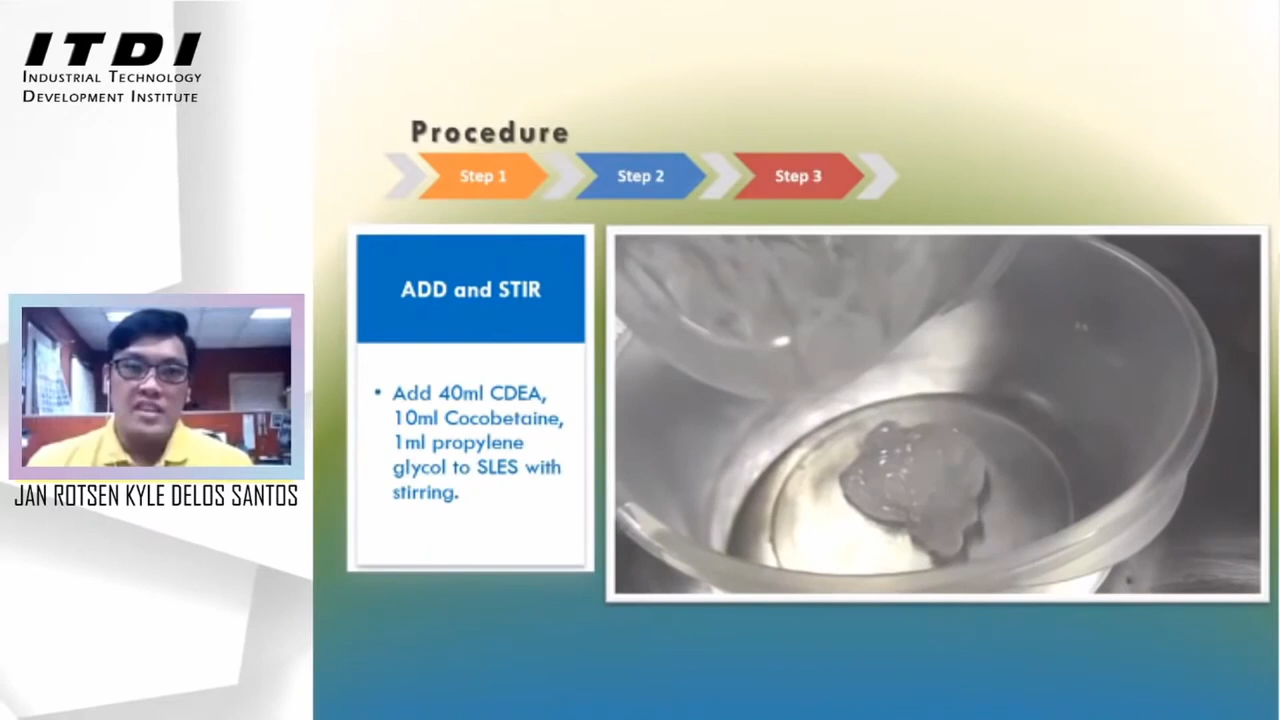 ITDI
INDUSTRIAL TECHNOLOGY
DEVELOPMENT INSTITUTE
Procedure
Step 1
Step 2
Step 3
ADD and STIR
• Add 40ml CDEA,
10ml Cocobetaine,
1ml propylene
glycol to SLES with
stirring.
JAN ROTSEN KYLE DELOS SANTOS